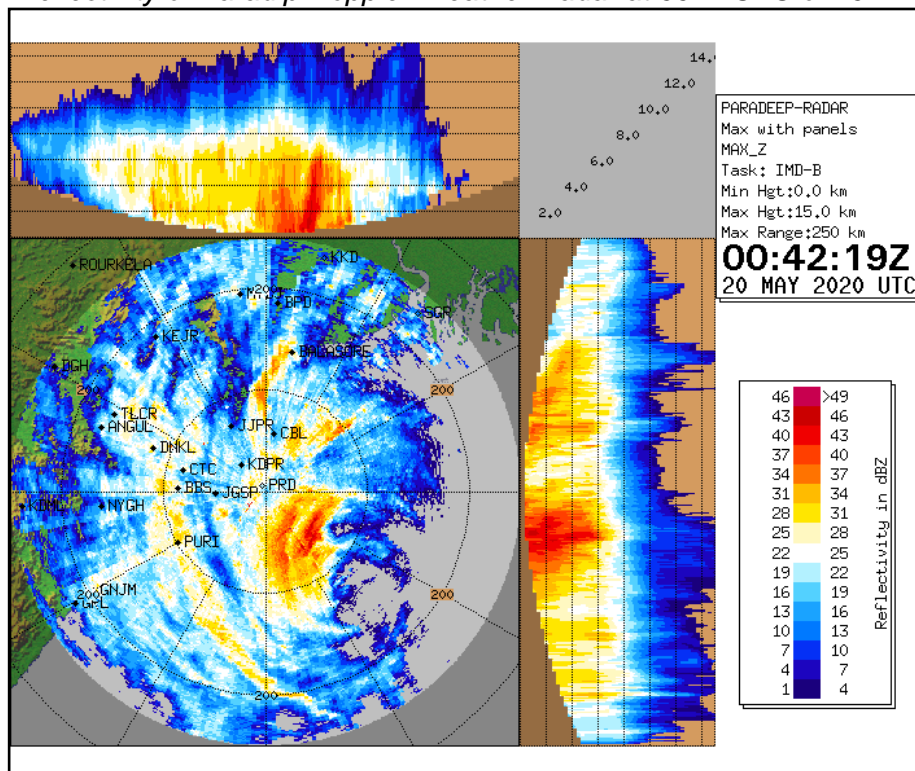 14.
12.0
10.0
8.0
6.0
4.0
2.0
PARADEEP-RADAR
Max with panels
MAX_Z
Task: IMD-B
Min Hgt:0.0 km
Max Hgt:15.0 km
Max Range:250 km
00:42:19Z
20 MAY 2020 UTC
ROURKELA
KKD
200
BPD
SGR
KEJR
BALASORE
DGH
200
200
TLCR
ANGUL
JJPR
CBL
DNKL
KDPR
CTC
BBS
JGSP
PRD
NYGH
PURI
GNJM
200
GPL
200
200
46 >49
43 46
40 43
37 40
34 37
31 34
28 31
25 28
22 25
19 22
16 19
13 16
10 13
7 10
4 7
1 4
Reflectivity in dBZ